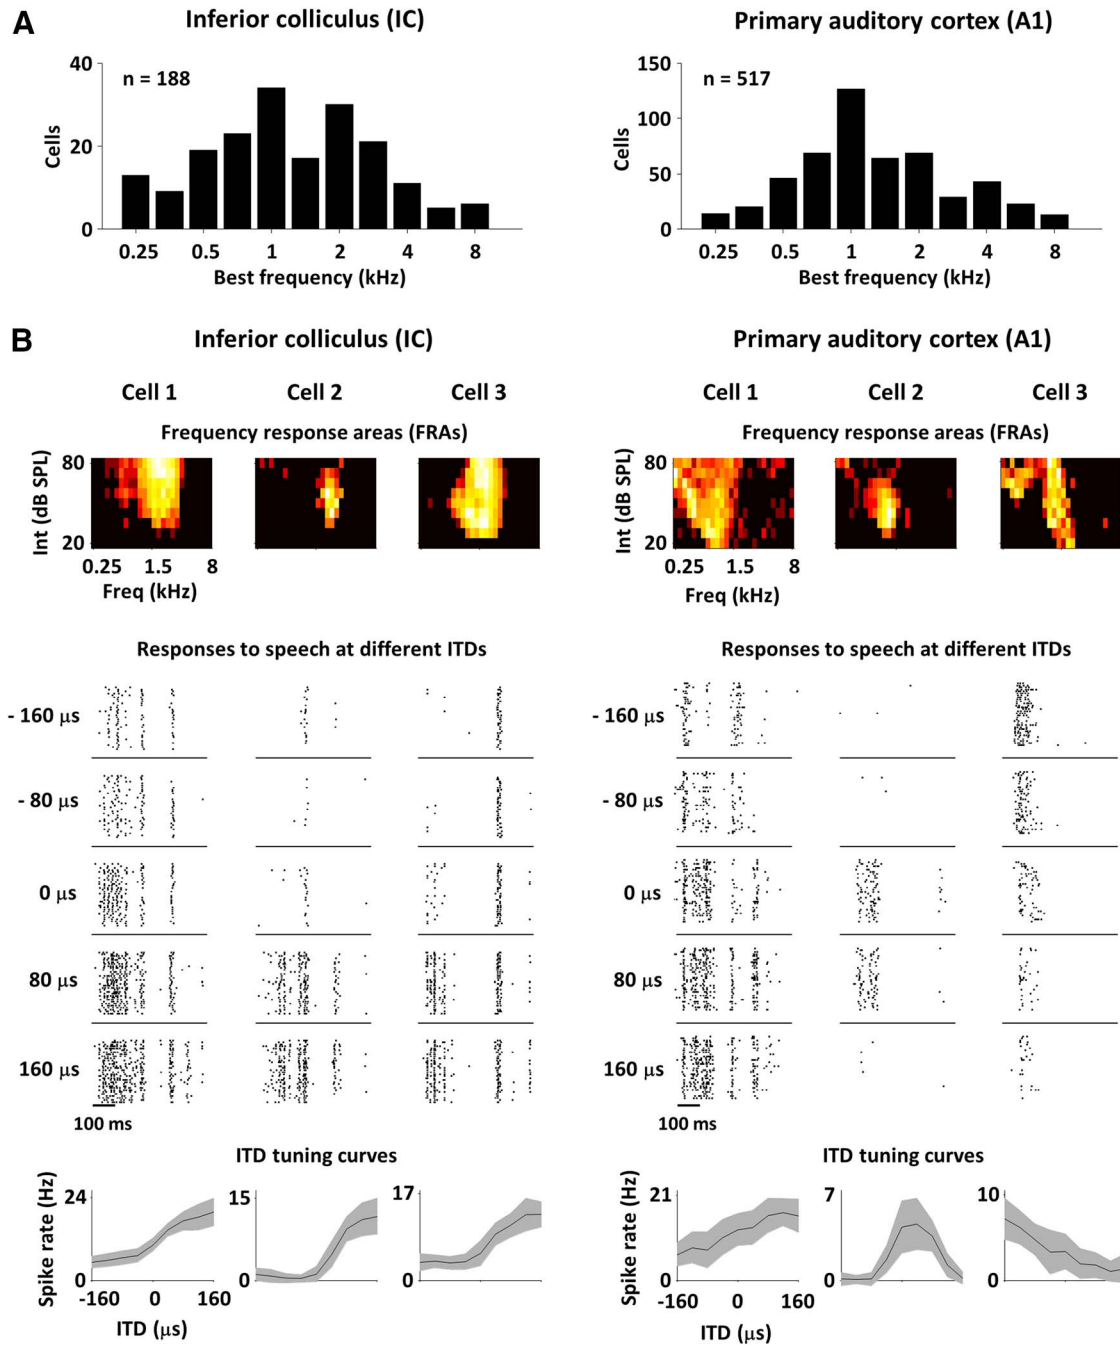 A
Inferior colliculus (IC)
Primary auditory cortex (A1)
40
20
0
Cells
n = 188
0.25 0.5 1 2 4 8
Best frequency (kHz)
150
100
50
0
Cells
n = 517
0.25 0.5 1 2 4 8
Best frequency (kHz)
B
Inferior colliculus (IC)
Primary auditory cortex (A1)
Cell 1 Cell 2 Cell 3
Cell 1 Cell 2 Cell 3
Frequency response areas (FRAs)
Frequency response areas (FRAs)
Int (dB SPL)
80
20
0.25 1.5 8
Freq (kHz)
Int (dB SPL)
80
20
0.25 1.5 8
Freq (kHz)
Responses to speech at different ITDs
Responses to speech at different ITDs
- 160 µs
- 80 µs
0 µs
80 µs
160 µs
100 ms
- 160 µs
- 80 µs
0 µs
80 µs
160 µs
100 ms
ITD tuning curves
ITD tuning curves
Spike rate (Hz)
24
0
15
0
17
0
-160 0 160
ITD (µs)
Spike rate (Hz)
21
0
7
0
10
0
-160 0 160
ITD (µs)